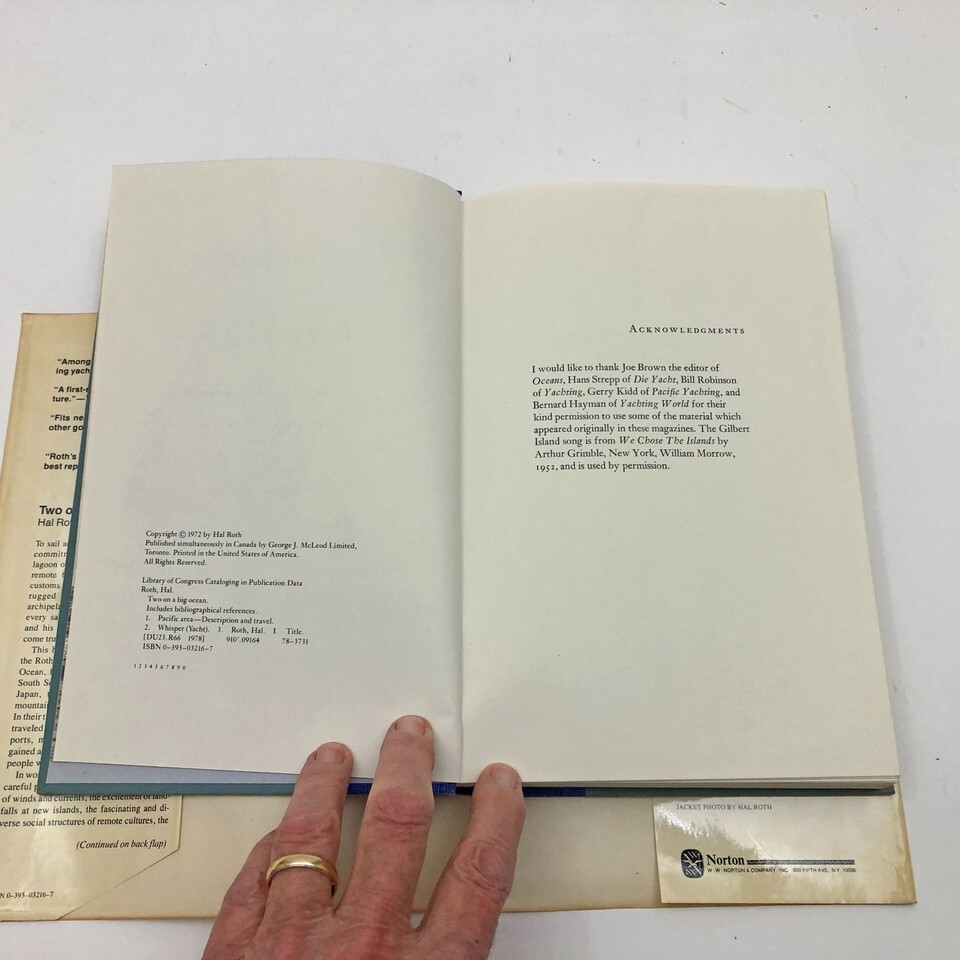 "Among
ing yach
"A first-
ture."—
"Fits ne
other go
"Roth's
best rep
Two o
Hal Ro
To sail a
commitm
lagoon o
remote
customs
rugged
archipela
every sa
and his
come tru
This b
the Roth
Ocean,
South Se
Japan,
mountai
In their t
traveled
ports, m
gained a
people w
In wo
careful p
of winds and currents, the excitement of land-
falls at new islands, the fascinating and di-
verse social structures of remote cultures, the
(Continued on back flap)
N 0-393-03216-7
Copyright © 1972 by Hal Roth
Published simultaneously in Canada by George J. McLeod Limited,
Toronto. Printed in the United States of America.
All Rights Reserved.
Library of Congress Cataloging in Publication Data
Roth, Hal.
Two on a big ocean.
Includes bibliographical references.
1. Pacific area—Description and travel.
2. Whisper (Yacht). 3. Roth, Hal. I. Title.
[DU23.R66 1978] 910'.09164 78-3731
ISBN 0-393-03216-7
1 2 3 4 5 6 7 8 9 0
ACKNOWLEDGMENTS
I would like to thank Joe Brown the editor of
Oceans, Hans Strepp of Die Yacht, Bill Robinson
of Yachting, Gerry Kidd of Pacific Yachting, and
Bernard Hayman of Yachting World for their
kind permission to use some of the material which
appeared originally in these magazines. The Gilbert
Island song is from We Chose The Islands by
Arthur Grimble, New York, William Morrow,
1952, and is used by permission.
JACKET PHOTO BY HAL ROTH
Norton
W · W · NORTON & COMPANY, INC. 500 FIFTH AVE., N.Y. 10036